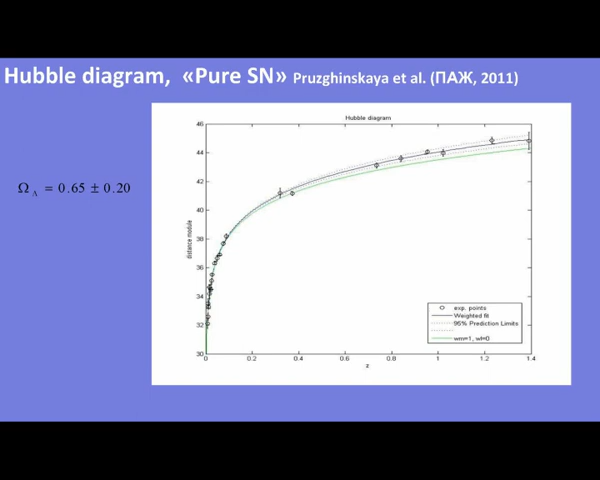 Hubble diagram, «Pure SN» Pruzghinskaya et al. (ПАЖ, 2011)
Ω Λ = 0.65 ± 0.20
Hubble diagram
46
44
42
40
38
36
34
32
30
distance module
0
0.2
0.4
0.6
0.8
1
1.2
1.4
z
exp. points
Weighted fit
95% Prediction Limits
wm=1, wl=0